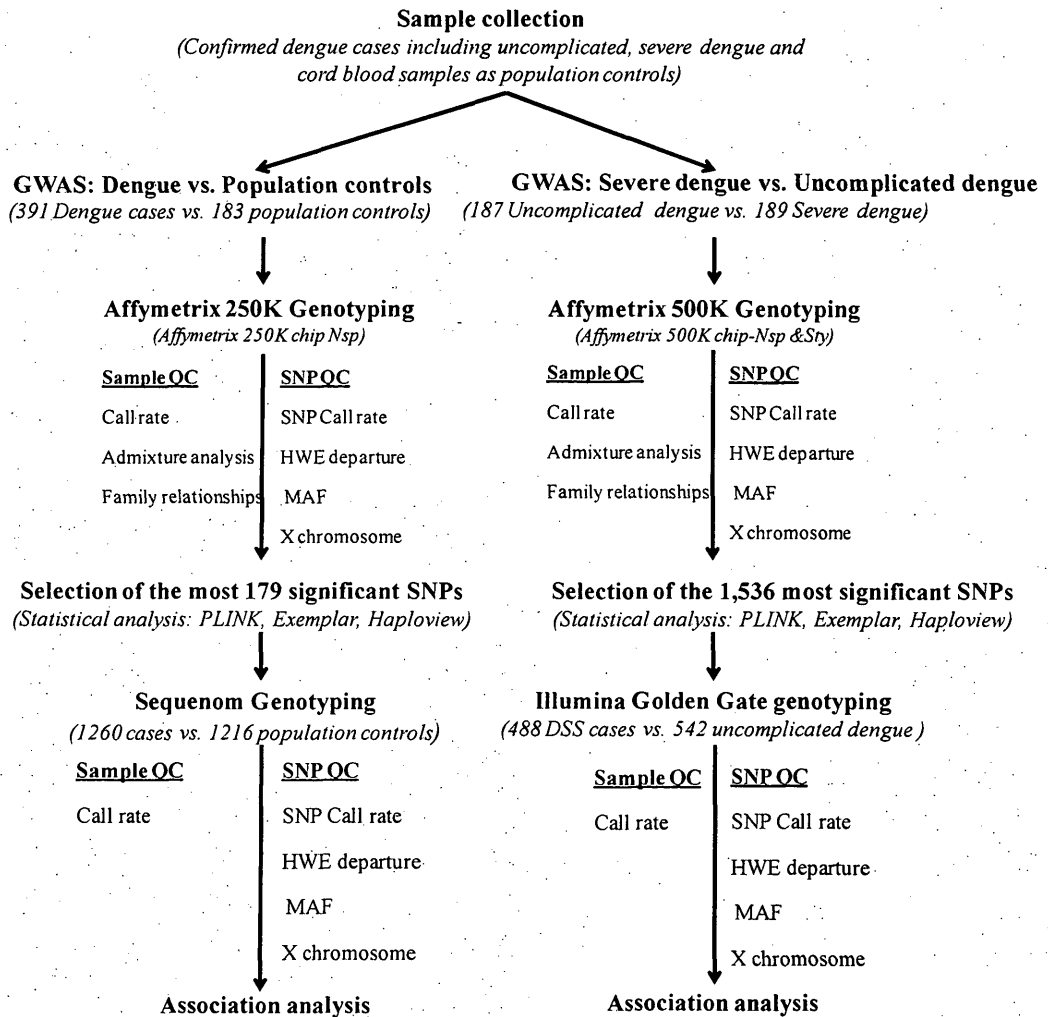 Sample collection
(Confirmed dengue cases including uncomplicated, severe dengue and
cord blood samples as population controls)
GWAS: Dengue vs. Population controls
(391 Dengue cases vs. 183 population controls)
Affymetrix 250K Genotyping
(Affymetrix 250K chip Nsp)
Sample QC
SNP QC
Call rate
SNP Call rate
Admixture analysis
HWE departure
Family relationships
MAF
X chromosome
Selection of the most 179 significant SNPs
(Statistical analysis: PLINK, Exemplar, Haploview)
Sequenom Genotyping
(1260 cases vs. 1216 population controls)
Sample QC
SNP QC
Call rate
SNP Call rate
HWE departure
MAF
X chromosome
Association analysis
GWAS: Severe dengue vs. Uncomplicated dengue
(187 Uncomplicated dengue vs. 189 Severe dengue)
Affymetrix 500K Genotyping
(Affymetrix 500K chip-Nsp &Sty)
Sample QC
SNP QC
Call rate
SNP Call rate
Admixture analysis
HWE departure
Family relationships
MAF
X chromosome
Selection of the 1,536 most significant SNPs
(Statistical analysis: PLINK, Exemplar, Haploview)
Illumina Golden Gate genotyping
(488 DSS cases vs. 542 uncomplicated dengue )
Sample QC
SNP QC
Call rate
SNP Call rate
HWE departure
MAF
X chromosome
Association analysis